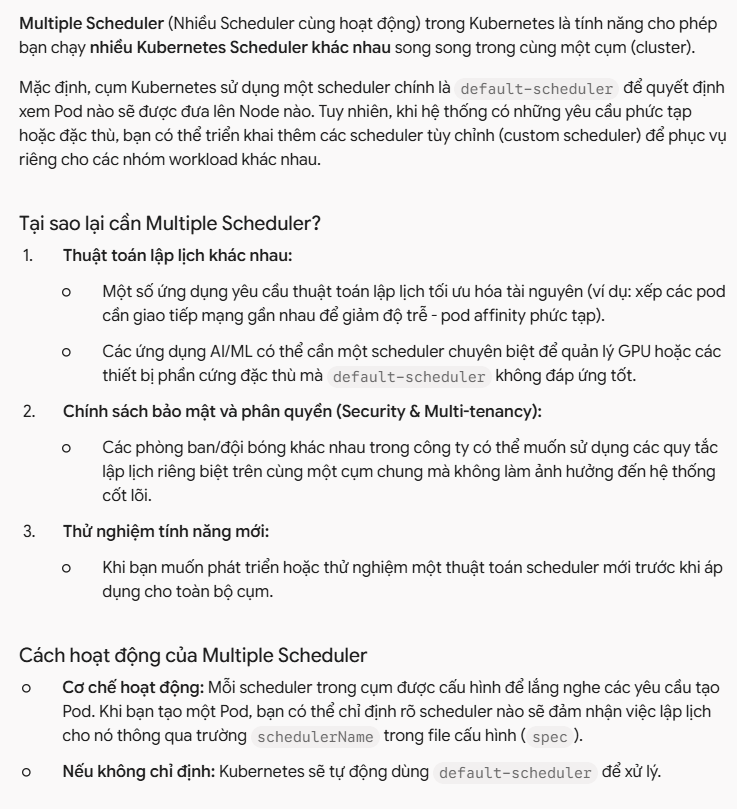 Multiple Scheduler (Nhiều Scheduler cùng hoạt động) trong Kubernetes là tính năng cho phép
bạn chạy nhiều Kubernetes Scheduler khác nhau song song trong cùng một cụm (cluster).
Mặc định, cụm Kubernetes sử dụng một scheduler chính là default-scheduler để quyết định
xem Pod nào sẽ được đưa lên Node nào. Tuy nhiên, khi hệ thống có những yêu cầu phức tạp
hoặc đặc thù, bạn có thể triển khai thêm các scheduler tùy chỉnh (custom scheduler) để phục vụ
riêng cho các nhóm workload khác nhau.
Tại sao lại cần Multiple Scheduler?
1. Thuật toán lập lịch khác nhau:
o Một số ứng dụng yêu cầu thuật toán lập lịch tối ưu hóa tài nguyên (ví dụ: xếp các pod
cần giao tiếp mạng gần nhau để giảm độ trễ - pod affinity phức tạp).
o Các ứng dụng AI/ML có thể cần một scheduler chuyên biệt để quản lý GPU hoặc các
thiết bị phần cứng đặc thù mà default-scheduler không đáp ứng tốt.
2. Chính sách bảo mật và phân quyền (Security & Multi-tenancy):
o Các phòng ban/đội bóng khác nhau trong công ty có thể muốn sử dụng các quy tắc
lập lịch riêng biệt trên cùng một cụm chung mà không làm ảnh hưởng đến hệ thống
cốt lõi.
3. Thử nghiệm tính năng mới:
o Khi bạn muốn phát triển hoặc thử nghiệm một thuật toán scheduler mới trước khi áp
dụng cho toàn bộ cụm.
Cách hoạt động của Multiple Scheduler
o Cơ chế hoạt động: Mỗi scheduler trong cụm được cấu hình để lắng nghe các yêu cầu tạo
Pod. Khi bạn tạo một Pod, bạn có thể chỉ định rõ scheduler nào sẽ đảm nhận việc lập lịch
cho nó thông qua trường schedulerName trong file cấu hình ( spec ).
o Nếu không chỉ định: Kubernetes sẽ tự động dùng default-scheduler để xử lý.